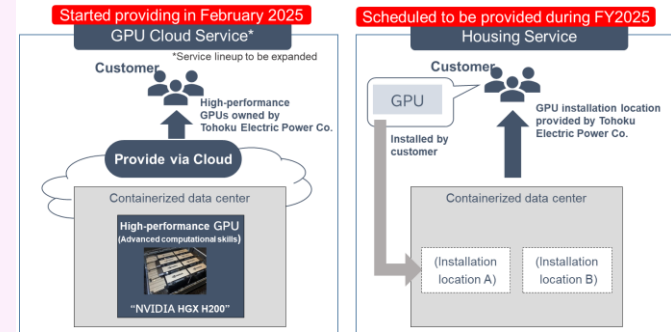 Started providing in February 2025
GPU Cloud Service*
*Service lineup to be expanded
Customer
High-performance
GPUs owned by
Tohoku Electric Power Co.
Provide via Cloud
Containerized data center
High-performance GPU
(Advanced computational skills)
"NVIDIA HGX H200"
Scheduled to be provided during FY2025
Housing Service
Customer
GPU
Installed by
customer
GPU installation location
provided by Tohoku
Electric Power Co.
Containerized data center
(Installation
location A)
(Installation
location B)